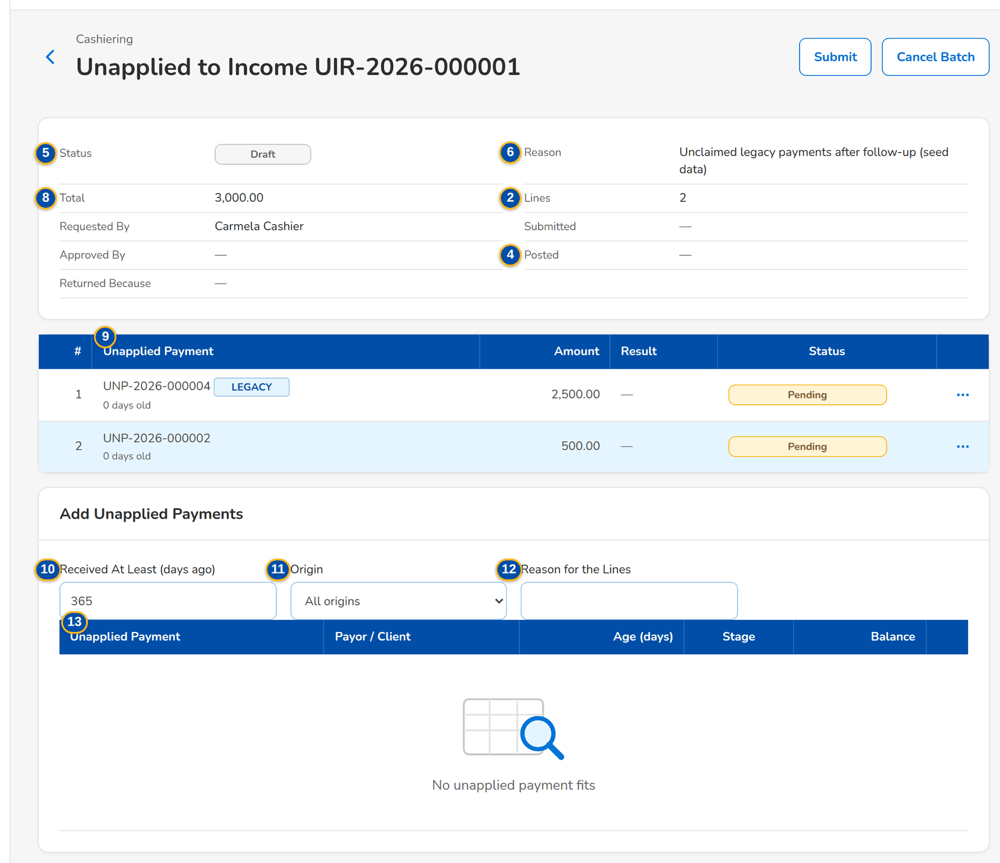 Cashiering
Unapplied to Income UIR-2026-000001
Submit
Cancel Batch
5 Status Draft
6 Reason Unclaimed legacy payments after follow-up (seed
data)
8 Total 3,000.00
2 Lines 2
Requested By Carmela Cashier
Submitted —
Approved By —
4 Posted —
Returned Because —
9
# Unapplied Payment Amount Result Status
1 UNP-2026-000004 LEGACY 2,500.00 — Pending ...
0 days old
2 UNP-2026-000002 500.00 — Pending ...
0 days old
Add Unapplied Payments
10 Received At Least (days ago) 11 Origin 12 Reason for the Lines
365 All origins
13
Unapplied Payment Payor / Client Age (days) Stage Balance
No unapplied payment fits